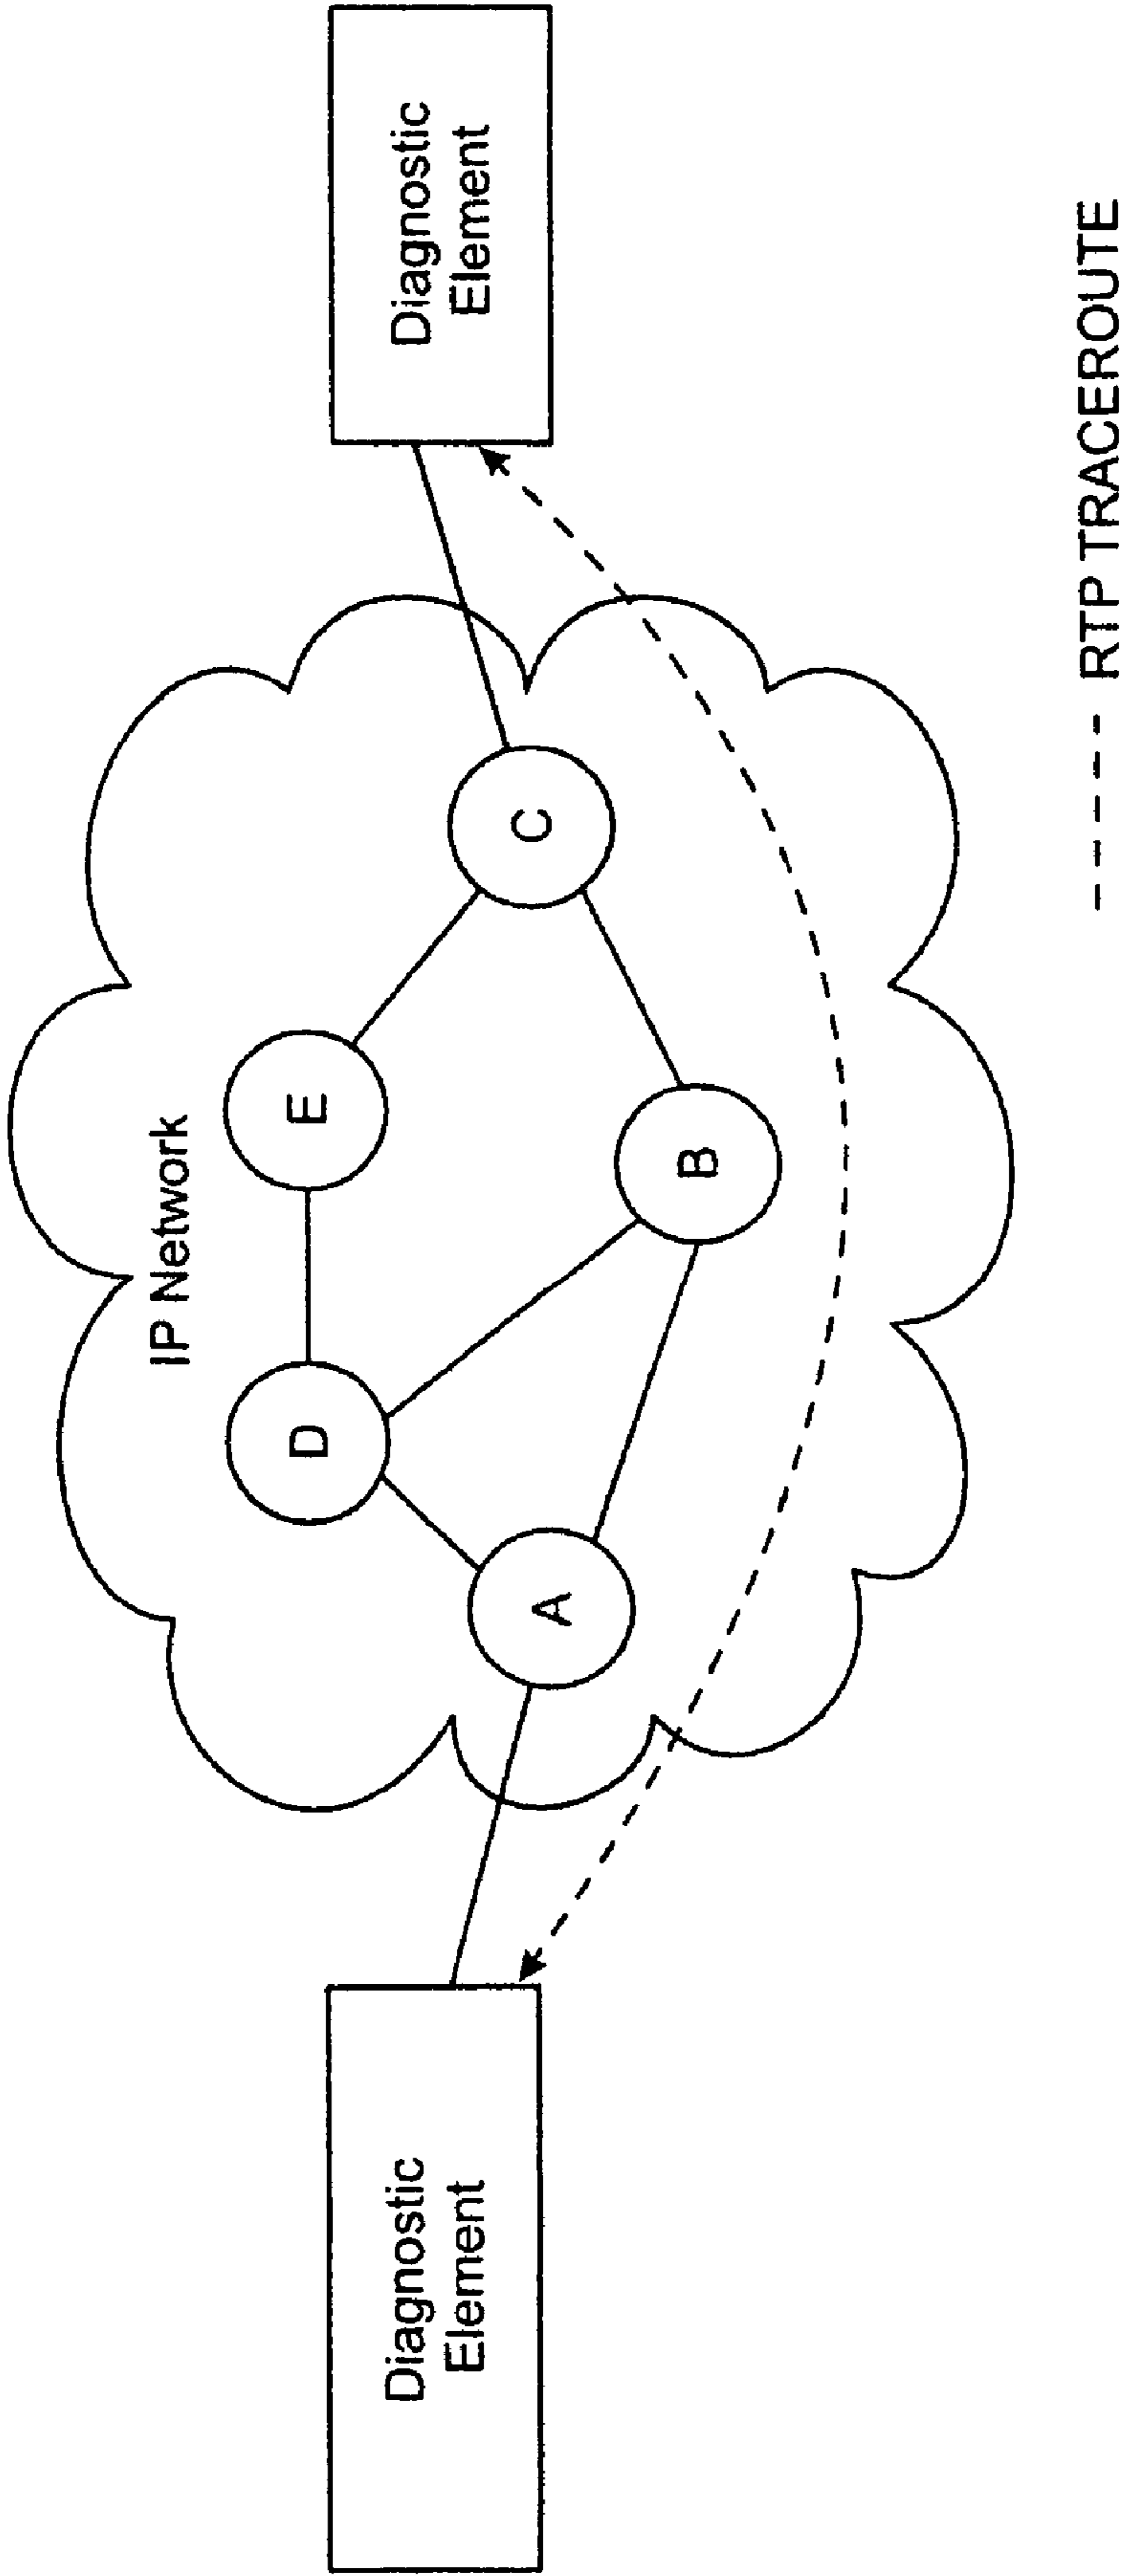 IP Network
Diagnostic
Element
D
E
A
B
C
Diagnostic
Element
RTP TRACEROUTE